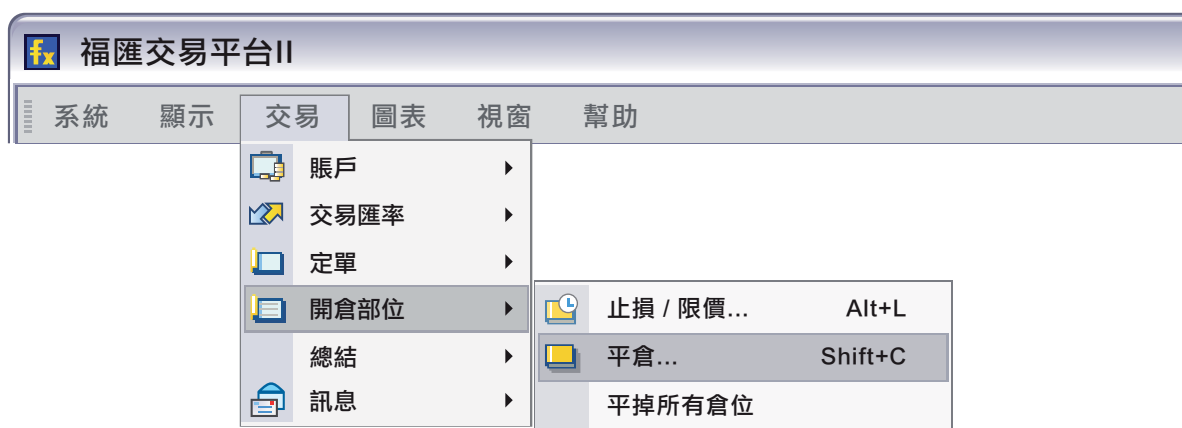 福匯交易平台II
系統 顯示 交易 圖表 視窗 幫助
賬戶
交易匯率
定單
開倉部位
止損 / 限價... Alt+L
平倉... Shift+C
總結
訊息
平掉所有倉位